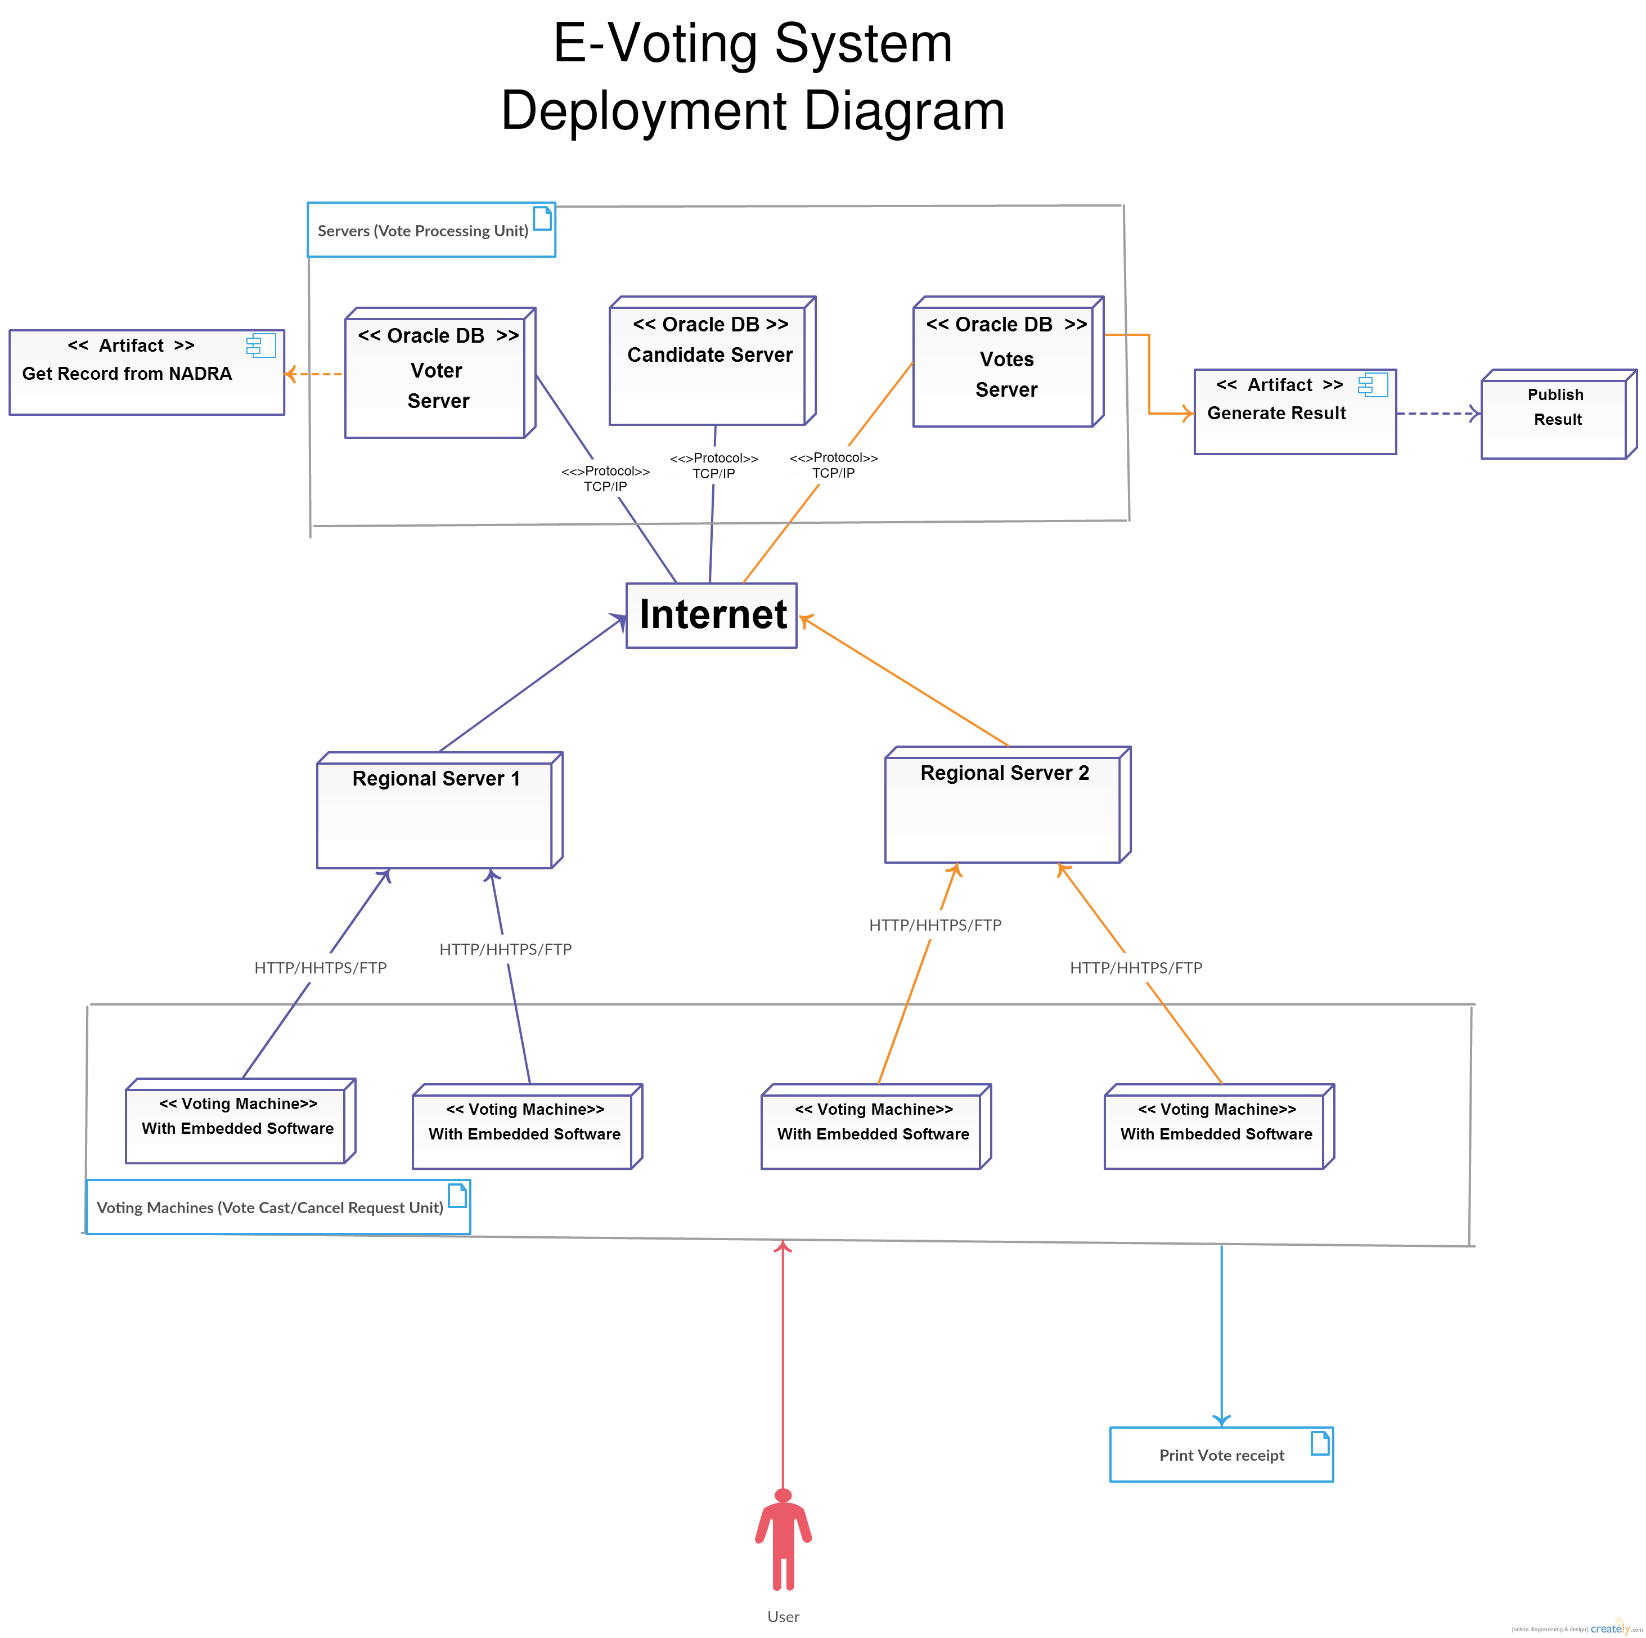 E-Voting System
Deployment Diagram
Servers (Vote Processing Unit)
<< Artifact >>
Get Record from NADRA
<< Oracle DB >>
Voter
Server
<< Oracle DB >>
Candidate Server
<< Oracle DB >>
Votes
Server
<< Artifact >>
Generate Result
Publish
Result
<<>Protocol>>
TCP/IP
<<>Protocol>>
TCP/IP
<<>Protocol>>
TCP/IP
Internet
Regional Server 1
Regional Server 2
HTTP/HHTPS/FTP
HTTP/HHTPS/FTP
HTTP/HHTPS/FTP
HTTP/HHTPS/FTP
<< Voting Machine>>
With Embedded Software
<< Voting Machine>>
With Embedded Software
<< Voting Machine>>
With Embedded Software
<< Voting Machine>>
With Embedded Software
Voting Machines (Vote Cast/Cancel Request Unit)
Print Vote receipt
User
[online diagramming & design] creately.com